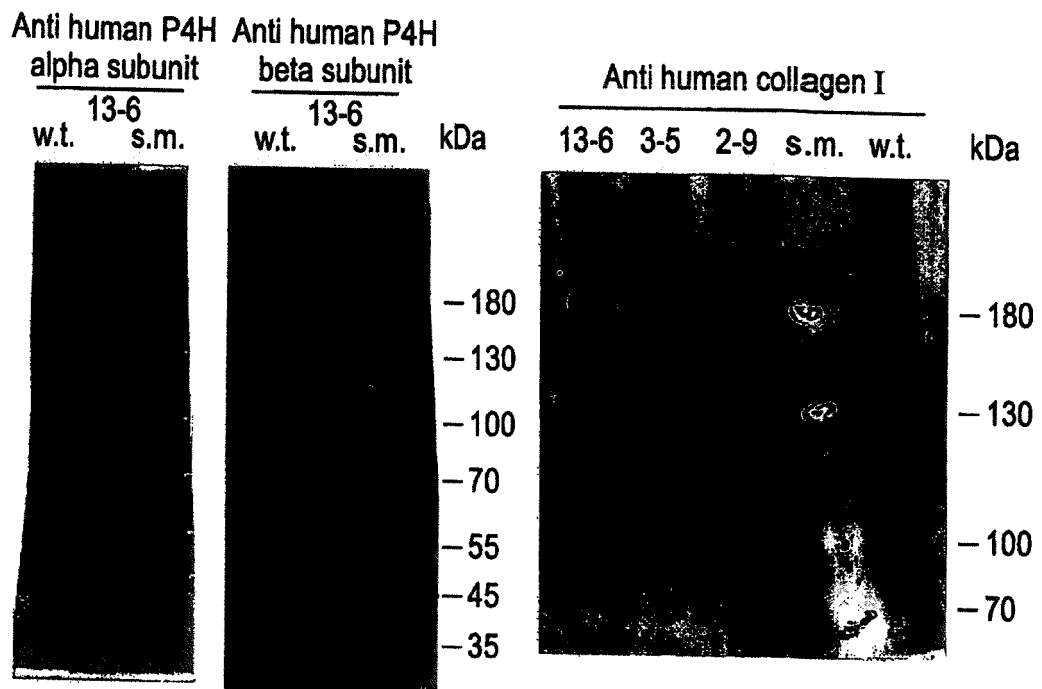 Anti human P4H
alpha subunit
13-6
w.t. s.m.
Anti human P4H
beta subunit
13-6
w.t. s.m. kDa
–180
–130
–100
–70
–55
–45
–35
Anti human collagen I
13-6 3-5 2-9 s.m. w.t. kDa
–180
–130
–100
–70